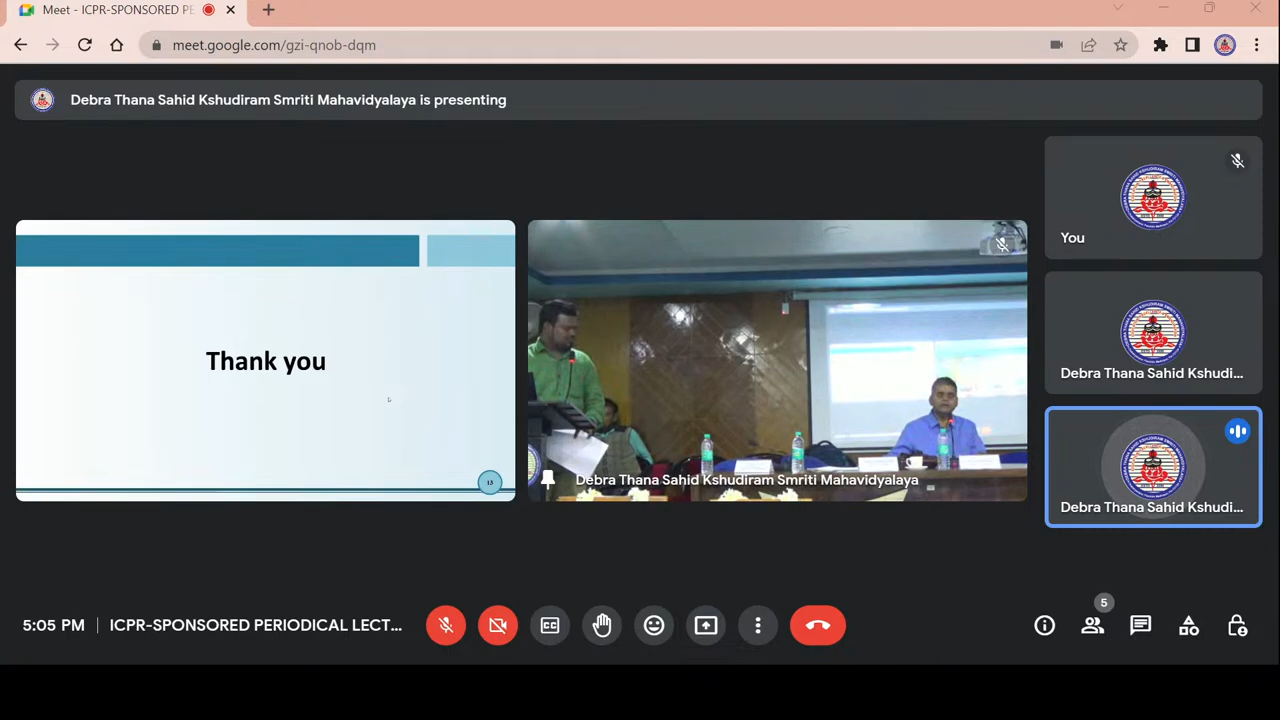 Meet - ICPR-SPONSORED PE
meet.google.com/gzi-qnob-dqm
Debra Thana Sahid Kshudiram Smriti Mahavidyalaya is presenting
You
Thank you
13
Debra Thana Sahid Kshudiram Smriti Mahavidyalaya
Debra Thana Sahid Kshudi...
Debra Thana Sahid Kshudi...
5:05 PM | ICPR-SPONSORED PERIODICAL LECT...
CC
5